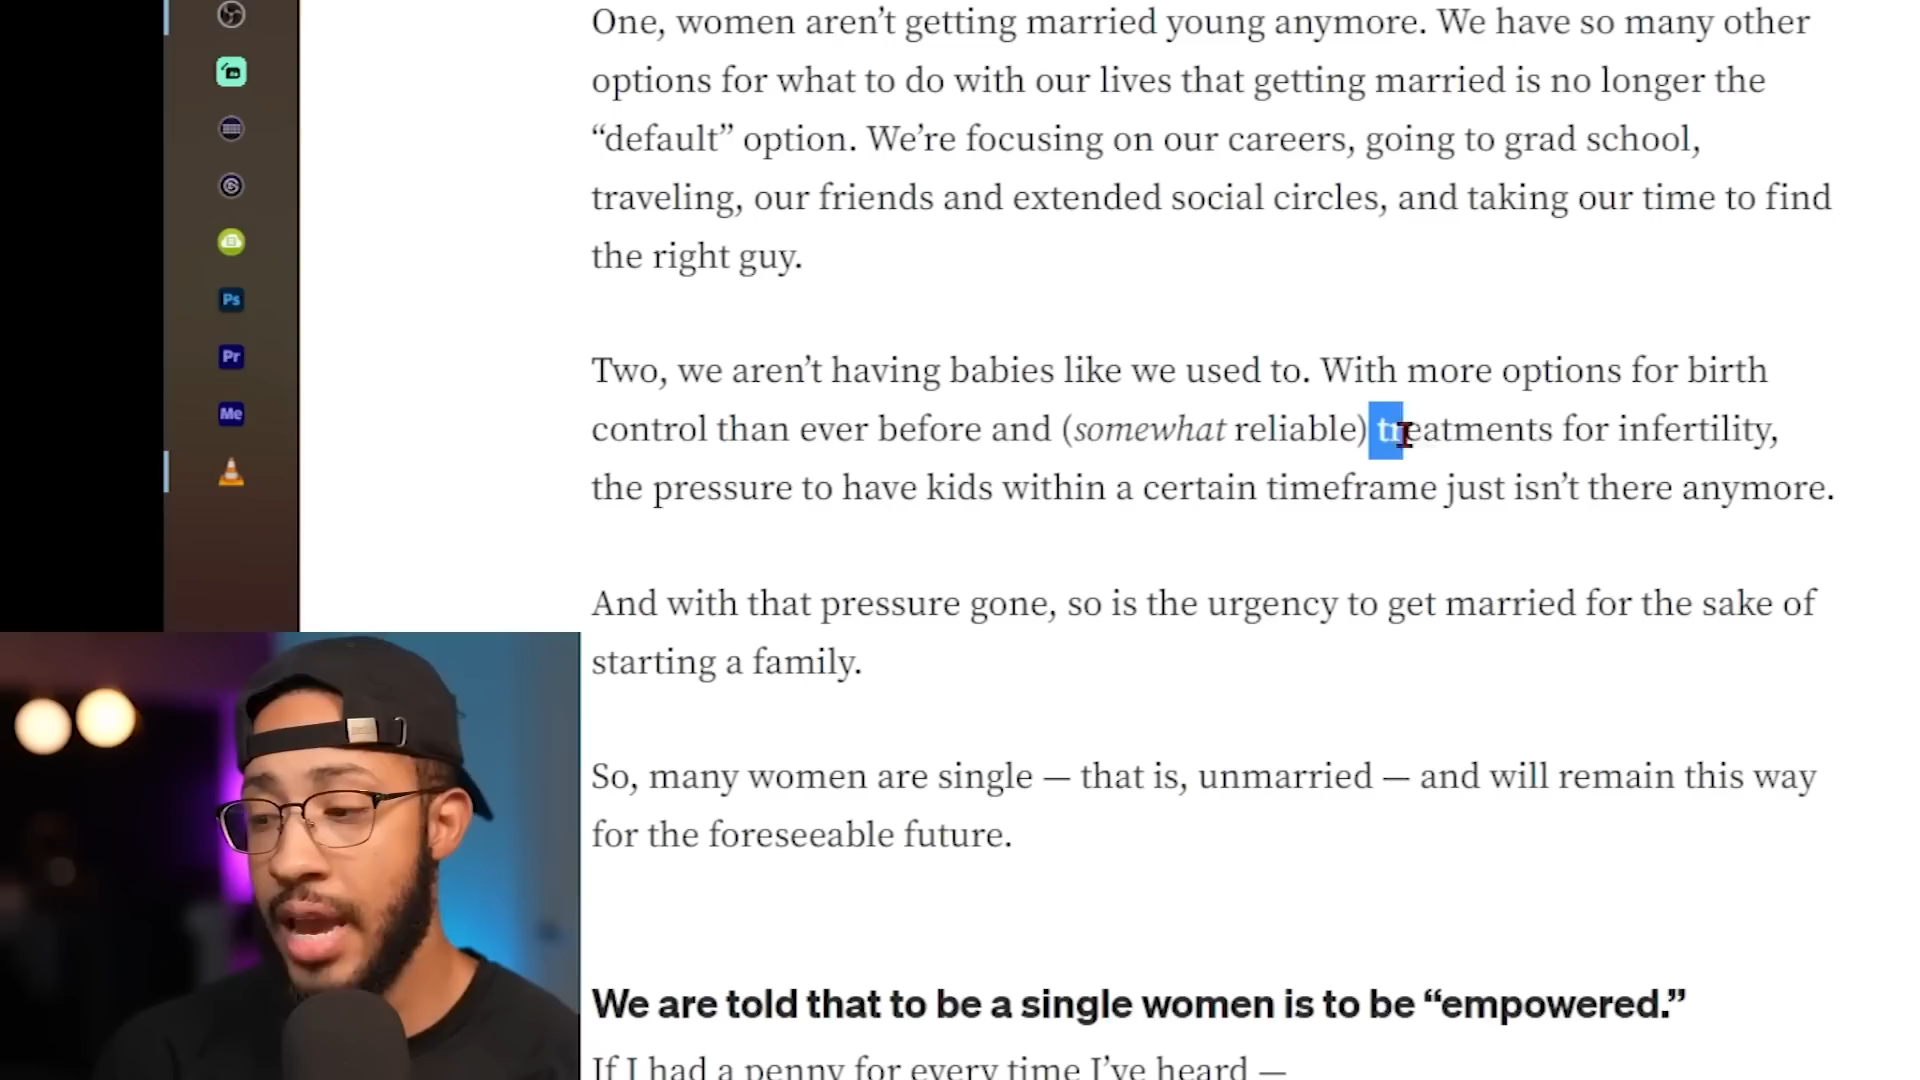 One, women aren’t getting married young anymore. We have so many other
options for what to do with our lives that getting married is no longer the
“default” option. We’re focusing on our careers, going to grad school,
traveling, our friends and extended social circles, and taking our time to find
the right guy.
Two, we aren’t having babies like we used to. With more options for birth
control than ever before and (somewhat reliable) treatments for infertility,
the pressure to have kids within a certain timeframe just isn’t there anymore.
And with that pressure gone, so is the urgency to get married for the sake of
starting a family.
So, many women are single — that is, unmarried — and will remain this way
for the foreseeable future.
We are told that to be a single women is to be “empowered.”
If I had a penny for every time I’ve heard —
Ps
Pr
Me